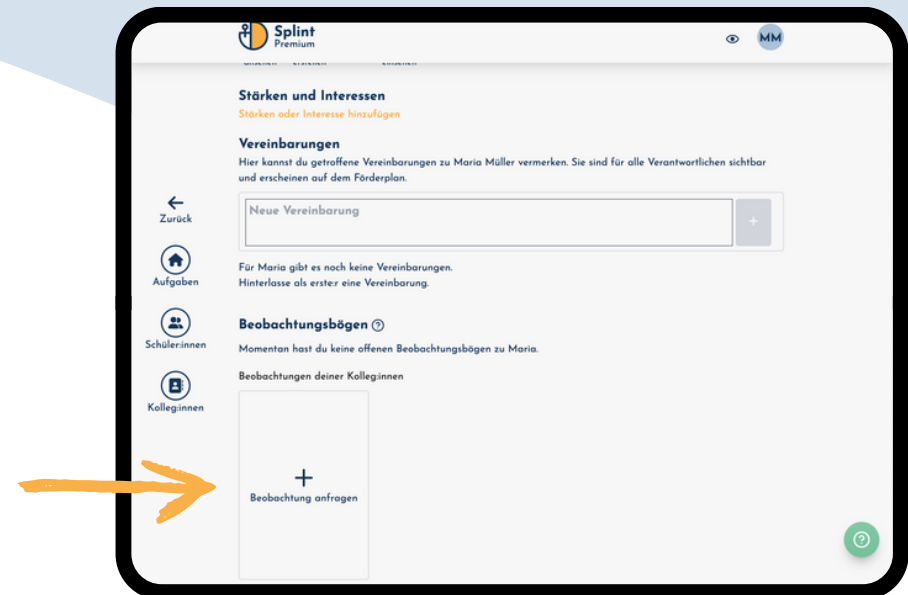 Splint
Premium
MM
Stärken und Interessen
Stärken oder Interesse hinzufügen
Vereinbarungen
Hier kannst du getroffene Vereinbarungen zu Maria Müller vermerken. Sie sind für alle Verantwortlichen sichtbar
und erscheinen auf dem Förderplan.
Neue Vereinbarung
+
Für Maria gibt es noch keine Vereinbarungen.
Hinterlasse als erste:r eine Vereinbarung.
Zurück
Aufgaben
Schüler:innen
Kolleg:innen
Beobachtungsbögen ?
Momentan hast du keine offenen Beobachtungsbögen zu Maria.
Beobachtungen deiner Kolleg:innen
+
Beobachtung anfragen
?